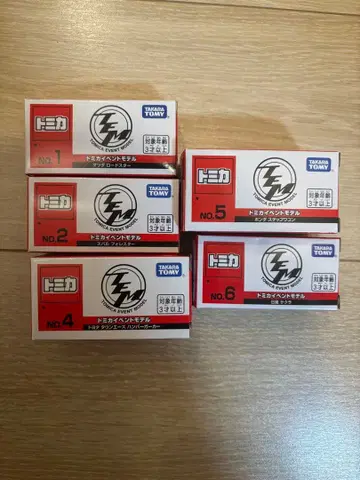 トミカ
TEM
TOMICA EVENT MODEL
TAKARA
TOMY
対象年齢
3才以上
NO.1
トミカイベントモデル
マツダ ロードスター
トミカ
TEM
TOMICA EVENT MODEL
TAKARA
TOMY
対象年齢
3才以上
NO.2
トミカイベントモデル
スバル フォレスター
トミカ
TEM
TOMICA EVENT MODEL
TAKARA
TOMY
対象年齢
3才以上
NO.4
トミカイベントモデル
トヨタ タウンエース ハンバーガーカー
トミカ
TEM
TOMICA EVENT MODEL
TAKARA
TOMY
対象年齢
3才以上
NO.5
トミカイベントモデル
ホンダ ステップワゴン
トミカ
TEM
TOMICA EVENT MODEL
TAKARA
TOMY
対象年齢
3才以上
NO.6
トミカイベントモデル
日産 サクラ